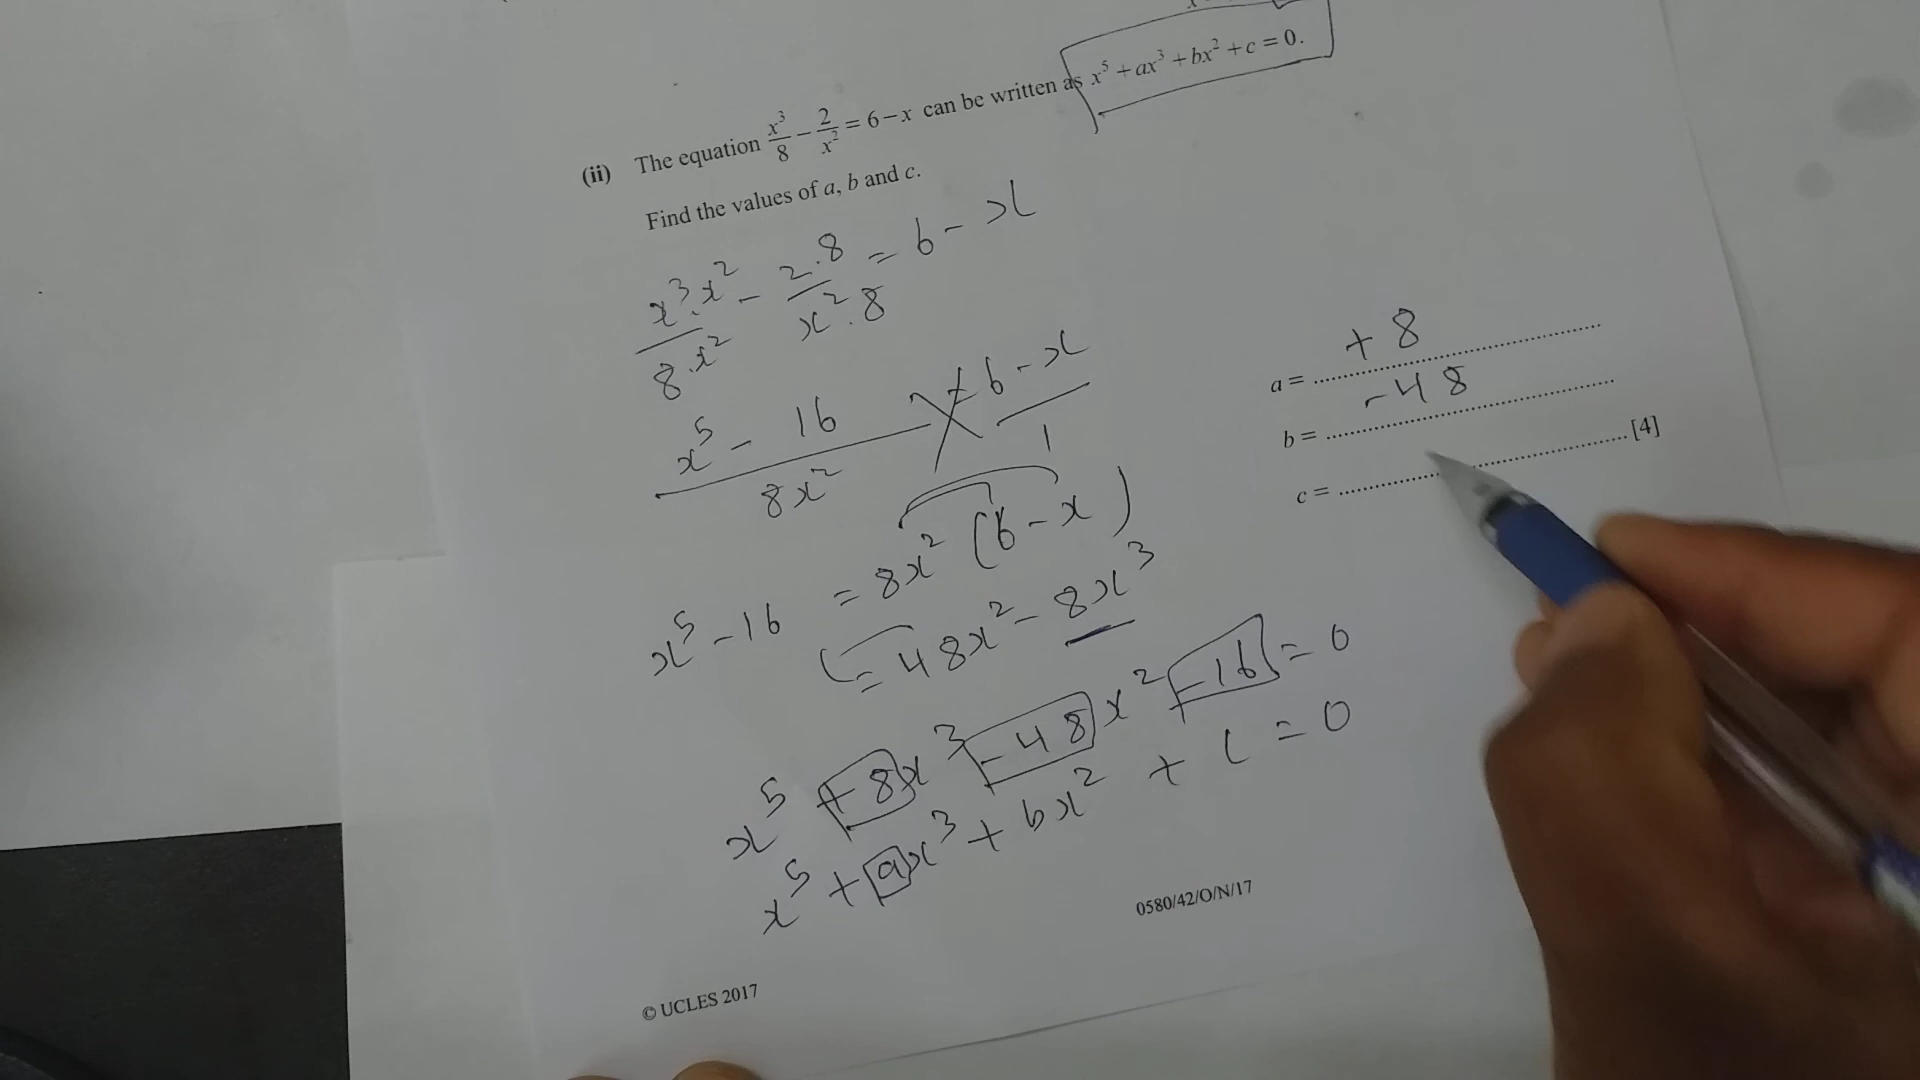 (ii) The equation x³/8 − 2/x² = 6 − x can be written as x⁵ + ax³ + bx² + c = 0.
Find the values of a, b and c.
x³·x²/8·x² − 2·8/x²·8 = 6 − x
x⁵ − 16/8x² = 6 − x/1
x⁵ − 16 = 8x² (6 − x)
= 48x² − 8x³
x⁵ + 8x³ − 48x² − 16 = 0
x⁵ + ax³ + bx² + c = 0
a = + 8
b = − 48
c = [4]
© UCLES 2017
0580/42/O/N/17